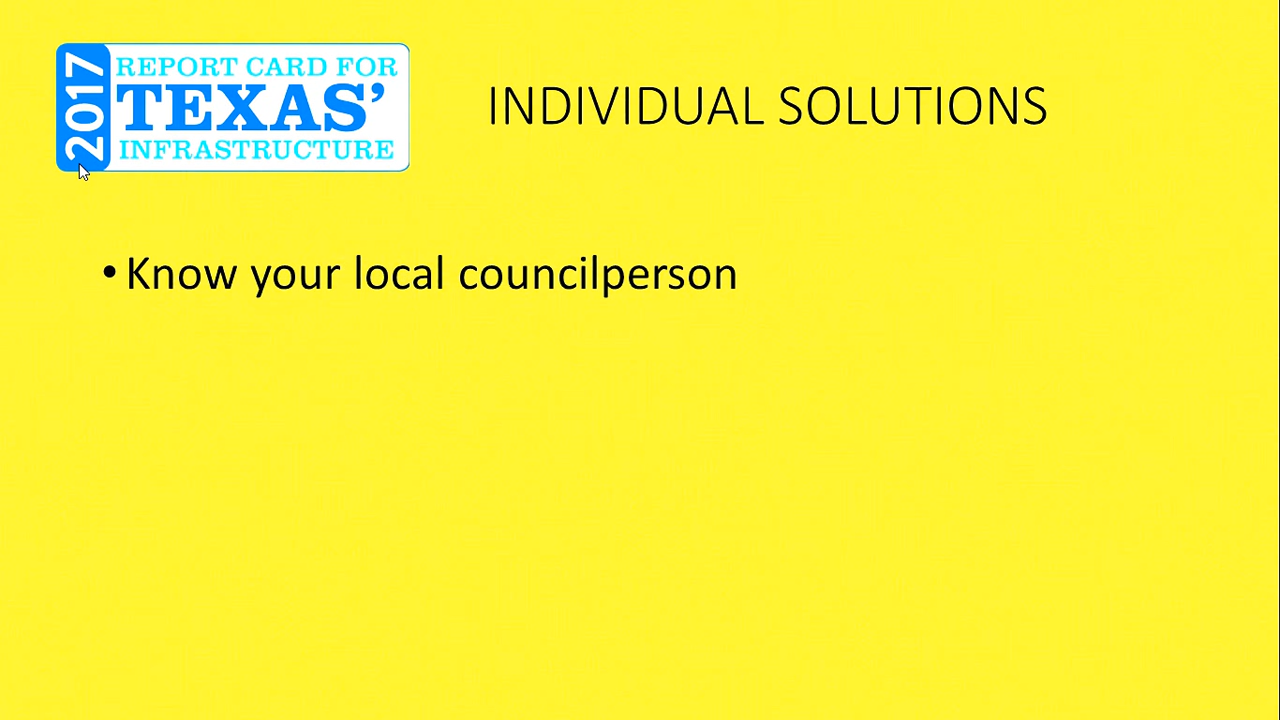 2017
REPORT CARD FOR
TEXAS’
INFRASTRUCTURE
INDIVIDUAL SOLUTIONS
• Know your local councilperson